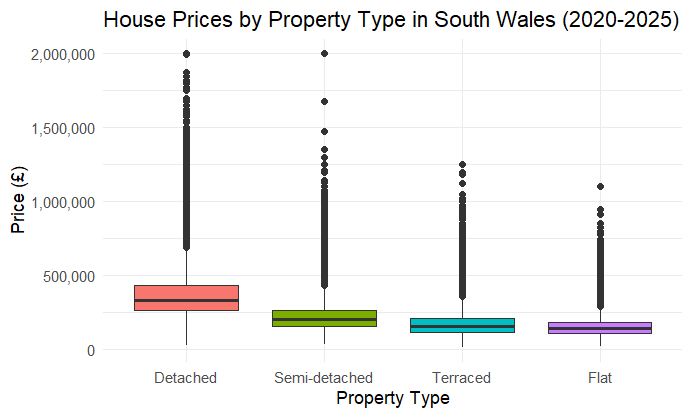 House Prices by Property Type in South Wales (2020-2025)
Price (£)
2,000,000
1,500,000
1,000,000
500,000
0
Detached Semi-detached Terraced Flat
Property Type